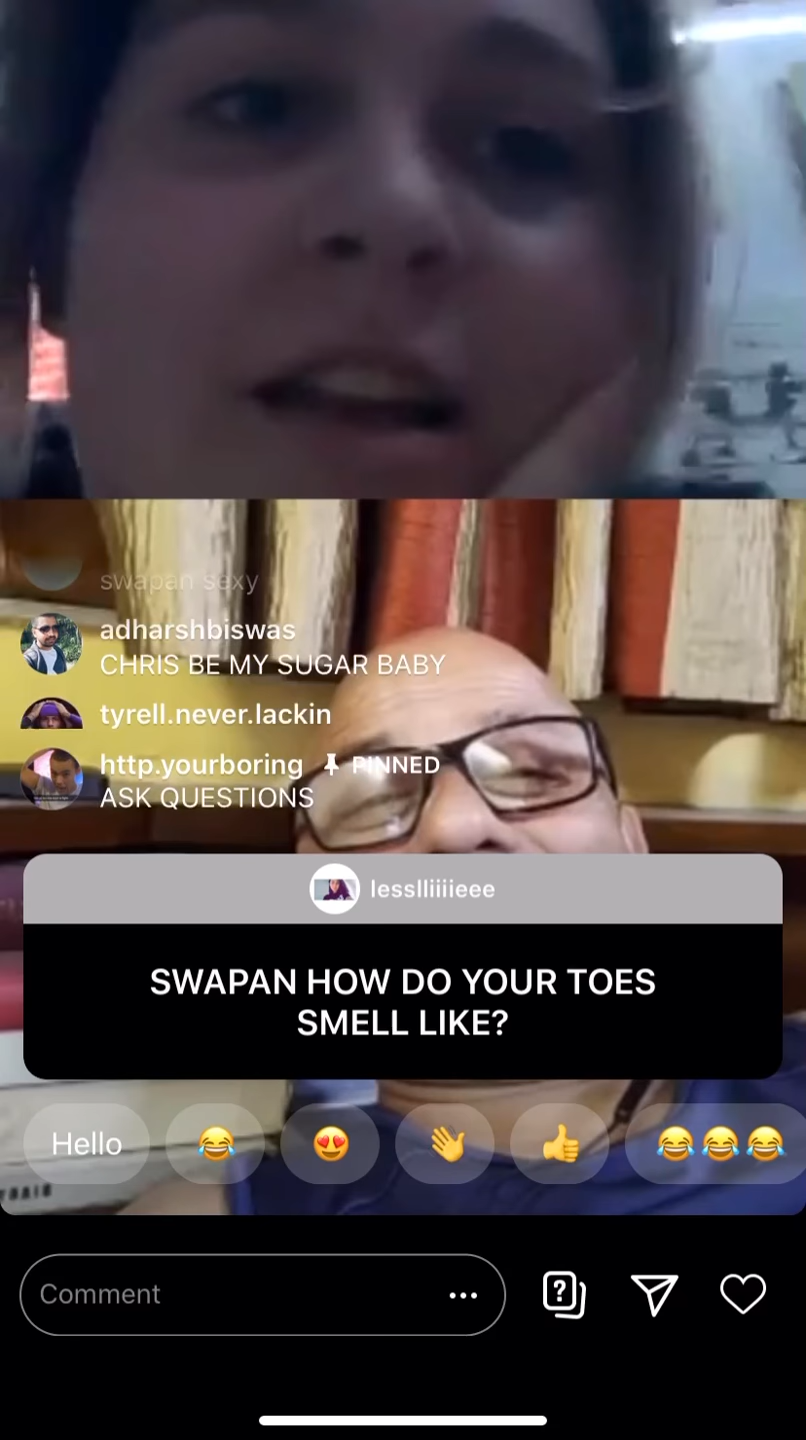 swapan sexy
adharshbiswas
CHRIS BE MY SUGAR BABY
tyrell.never.lackin
http.yourboring PINNED
ASK QUESTIONS
lesslliiiieee
SWAPAN HOW DO YOUR TOES
SMELL LIKE?
Hello
Comment